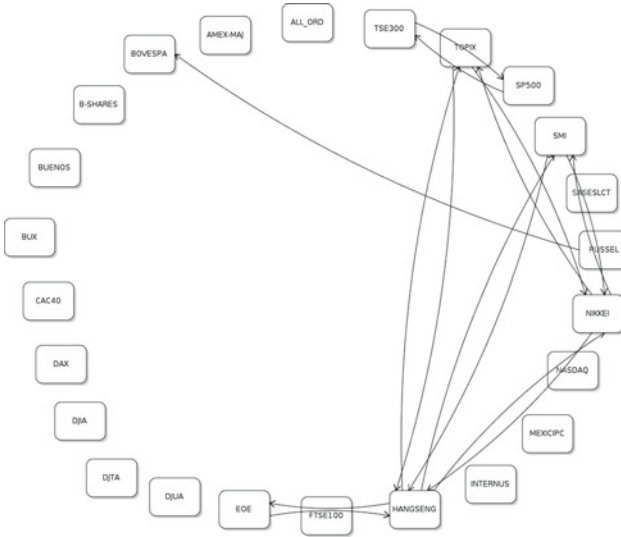 ALL_ORD
TSE300
AMEX-MAJ
TOPIX
BOVESPA
SP500
B-SHARES
SMI
BUENOS
SNSESLCT
BUX
RUSSEL
CAC40
NIKKEI
DAX
NASDAQ
DJIA
MEXICIPC
DJTA
INTERNUS
DJUA
EOE
FTSE100
HANGSENG